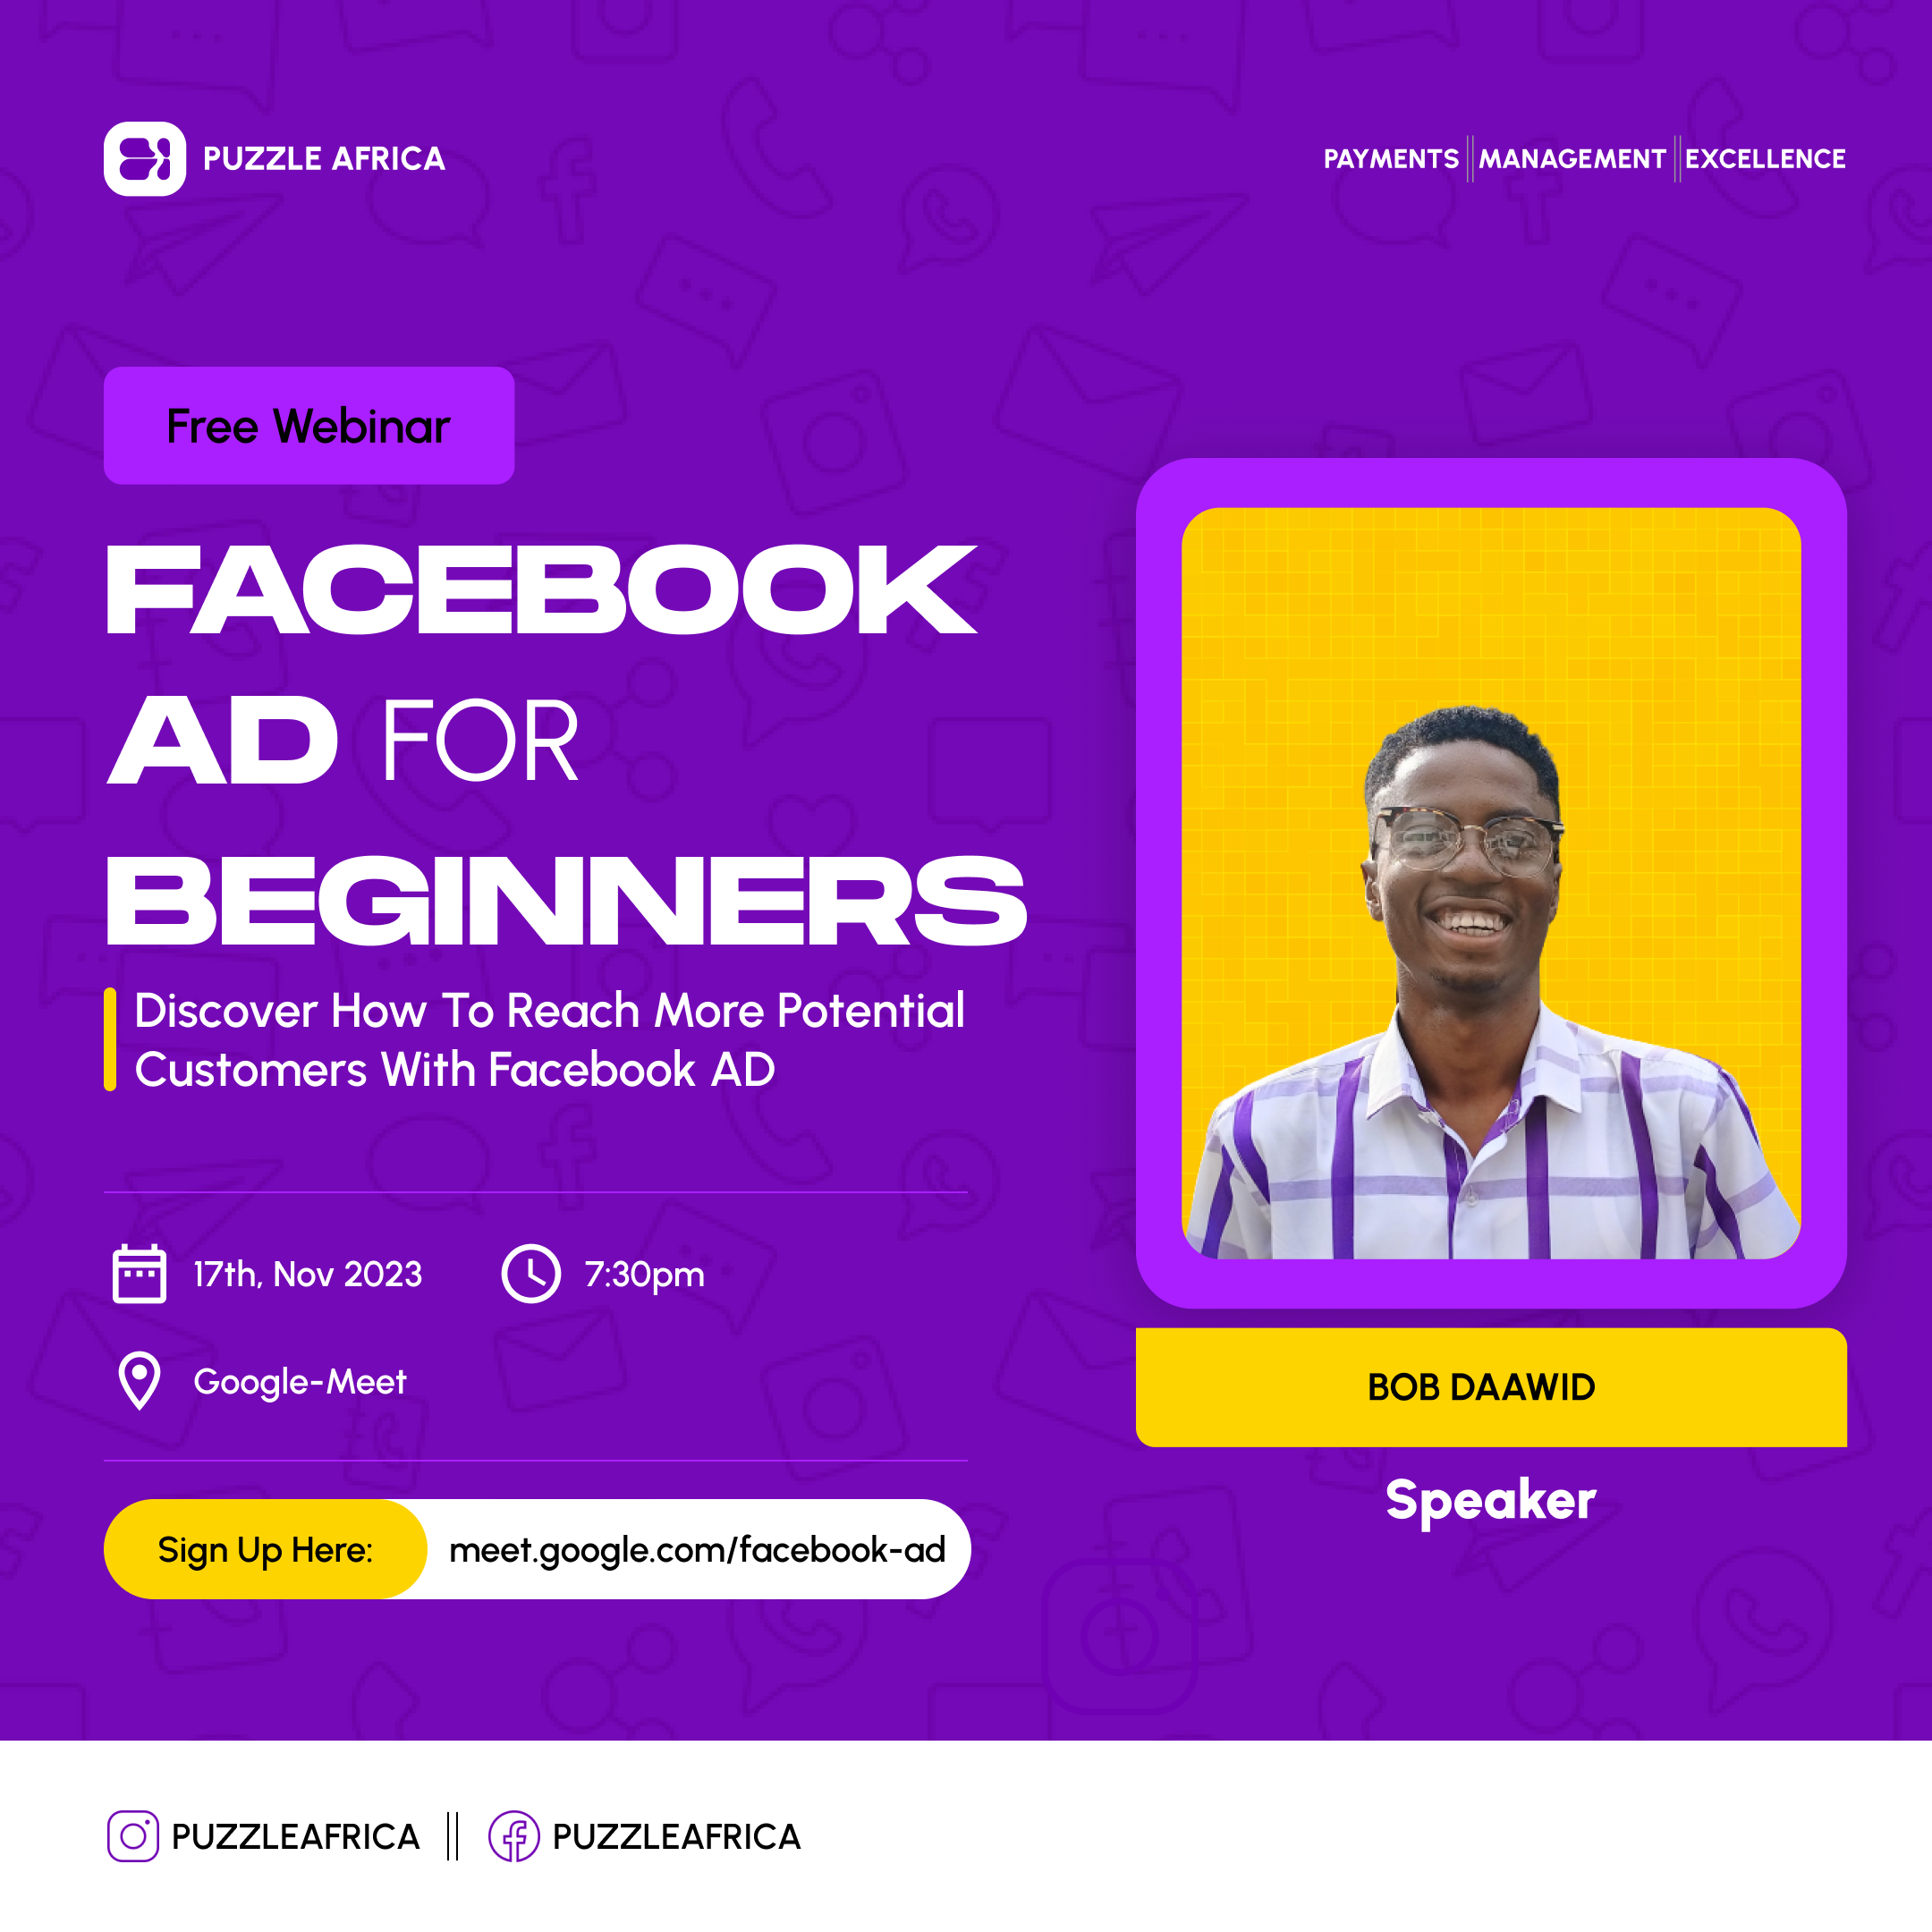 PUZZLE AFRICA
PAYMENTS MANAGEMENT EXCELLENCE
Free Webinar
FACEBOOK
AD FOR
BEGINNERS
Discover How To Reach More Potential
Customers With Facebook AD
17th, Nov 2023
7:30pm
Google-Meet
Sign Up Here: meet.google.com/facebook-ad
BOB DAAWID
Speaker
PUZZLEAFRICA
PUZZLEAFRICA